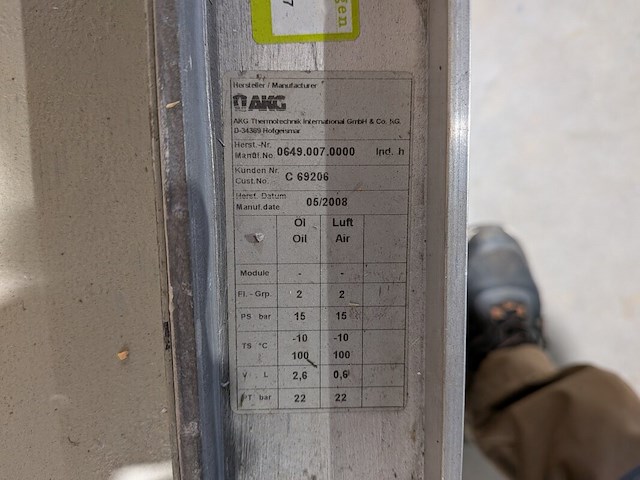 gen
7
Hersteller / Manufacturer
AKG
AKG Thermotechnik International GmbH & Co. KG
D-34369 Hofgeismar
Herst.-Nr.
Manuf.No. 0649.007.0000 Ind. h
Kunden Nr.
Cust.No. C 69206
Herst. Datum
Manuf.date 05/2008
Öl Luft
Oil Air
Module - -
Fl.-Grp. 2 2
PS bar 15 15
TS °C -10 -10
100 100
V L 2,6 0,6
PT bar 22 22